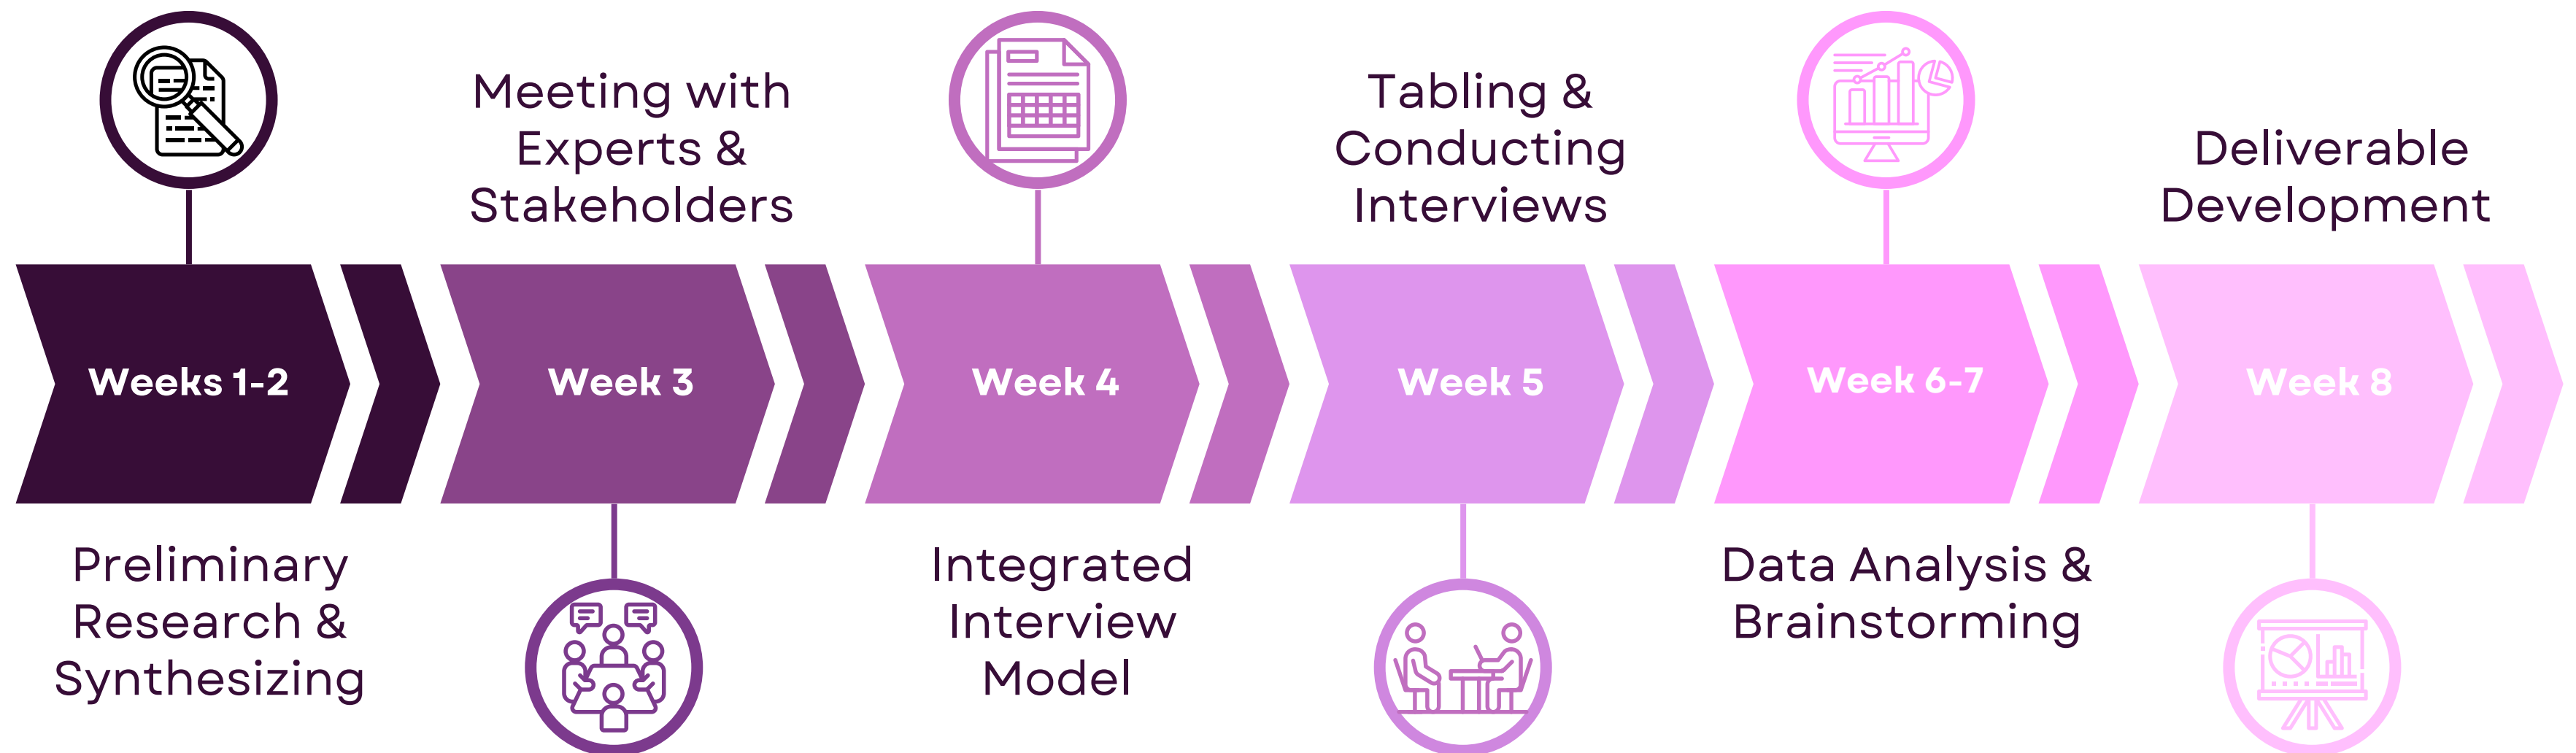 Weeks 1-2
Preliminary
Research &
Synthesizing
Meeting with
Experts &
Stakeholders
Week 3
Week 4
Integrated
Interview
Model
Tabling &
Conducting
Interviews
Week 5
Week 6-7
Data Analysis &
Brainstorming
Deliverable
Development
Week 8